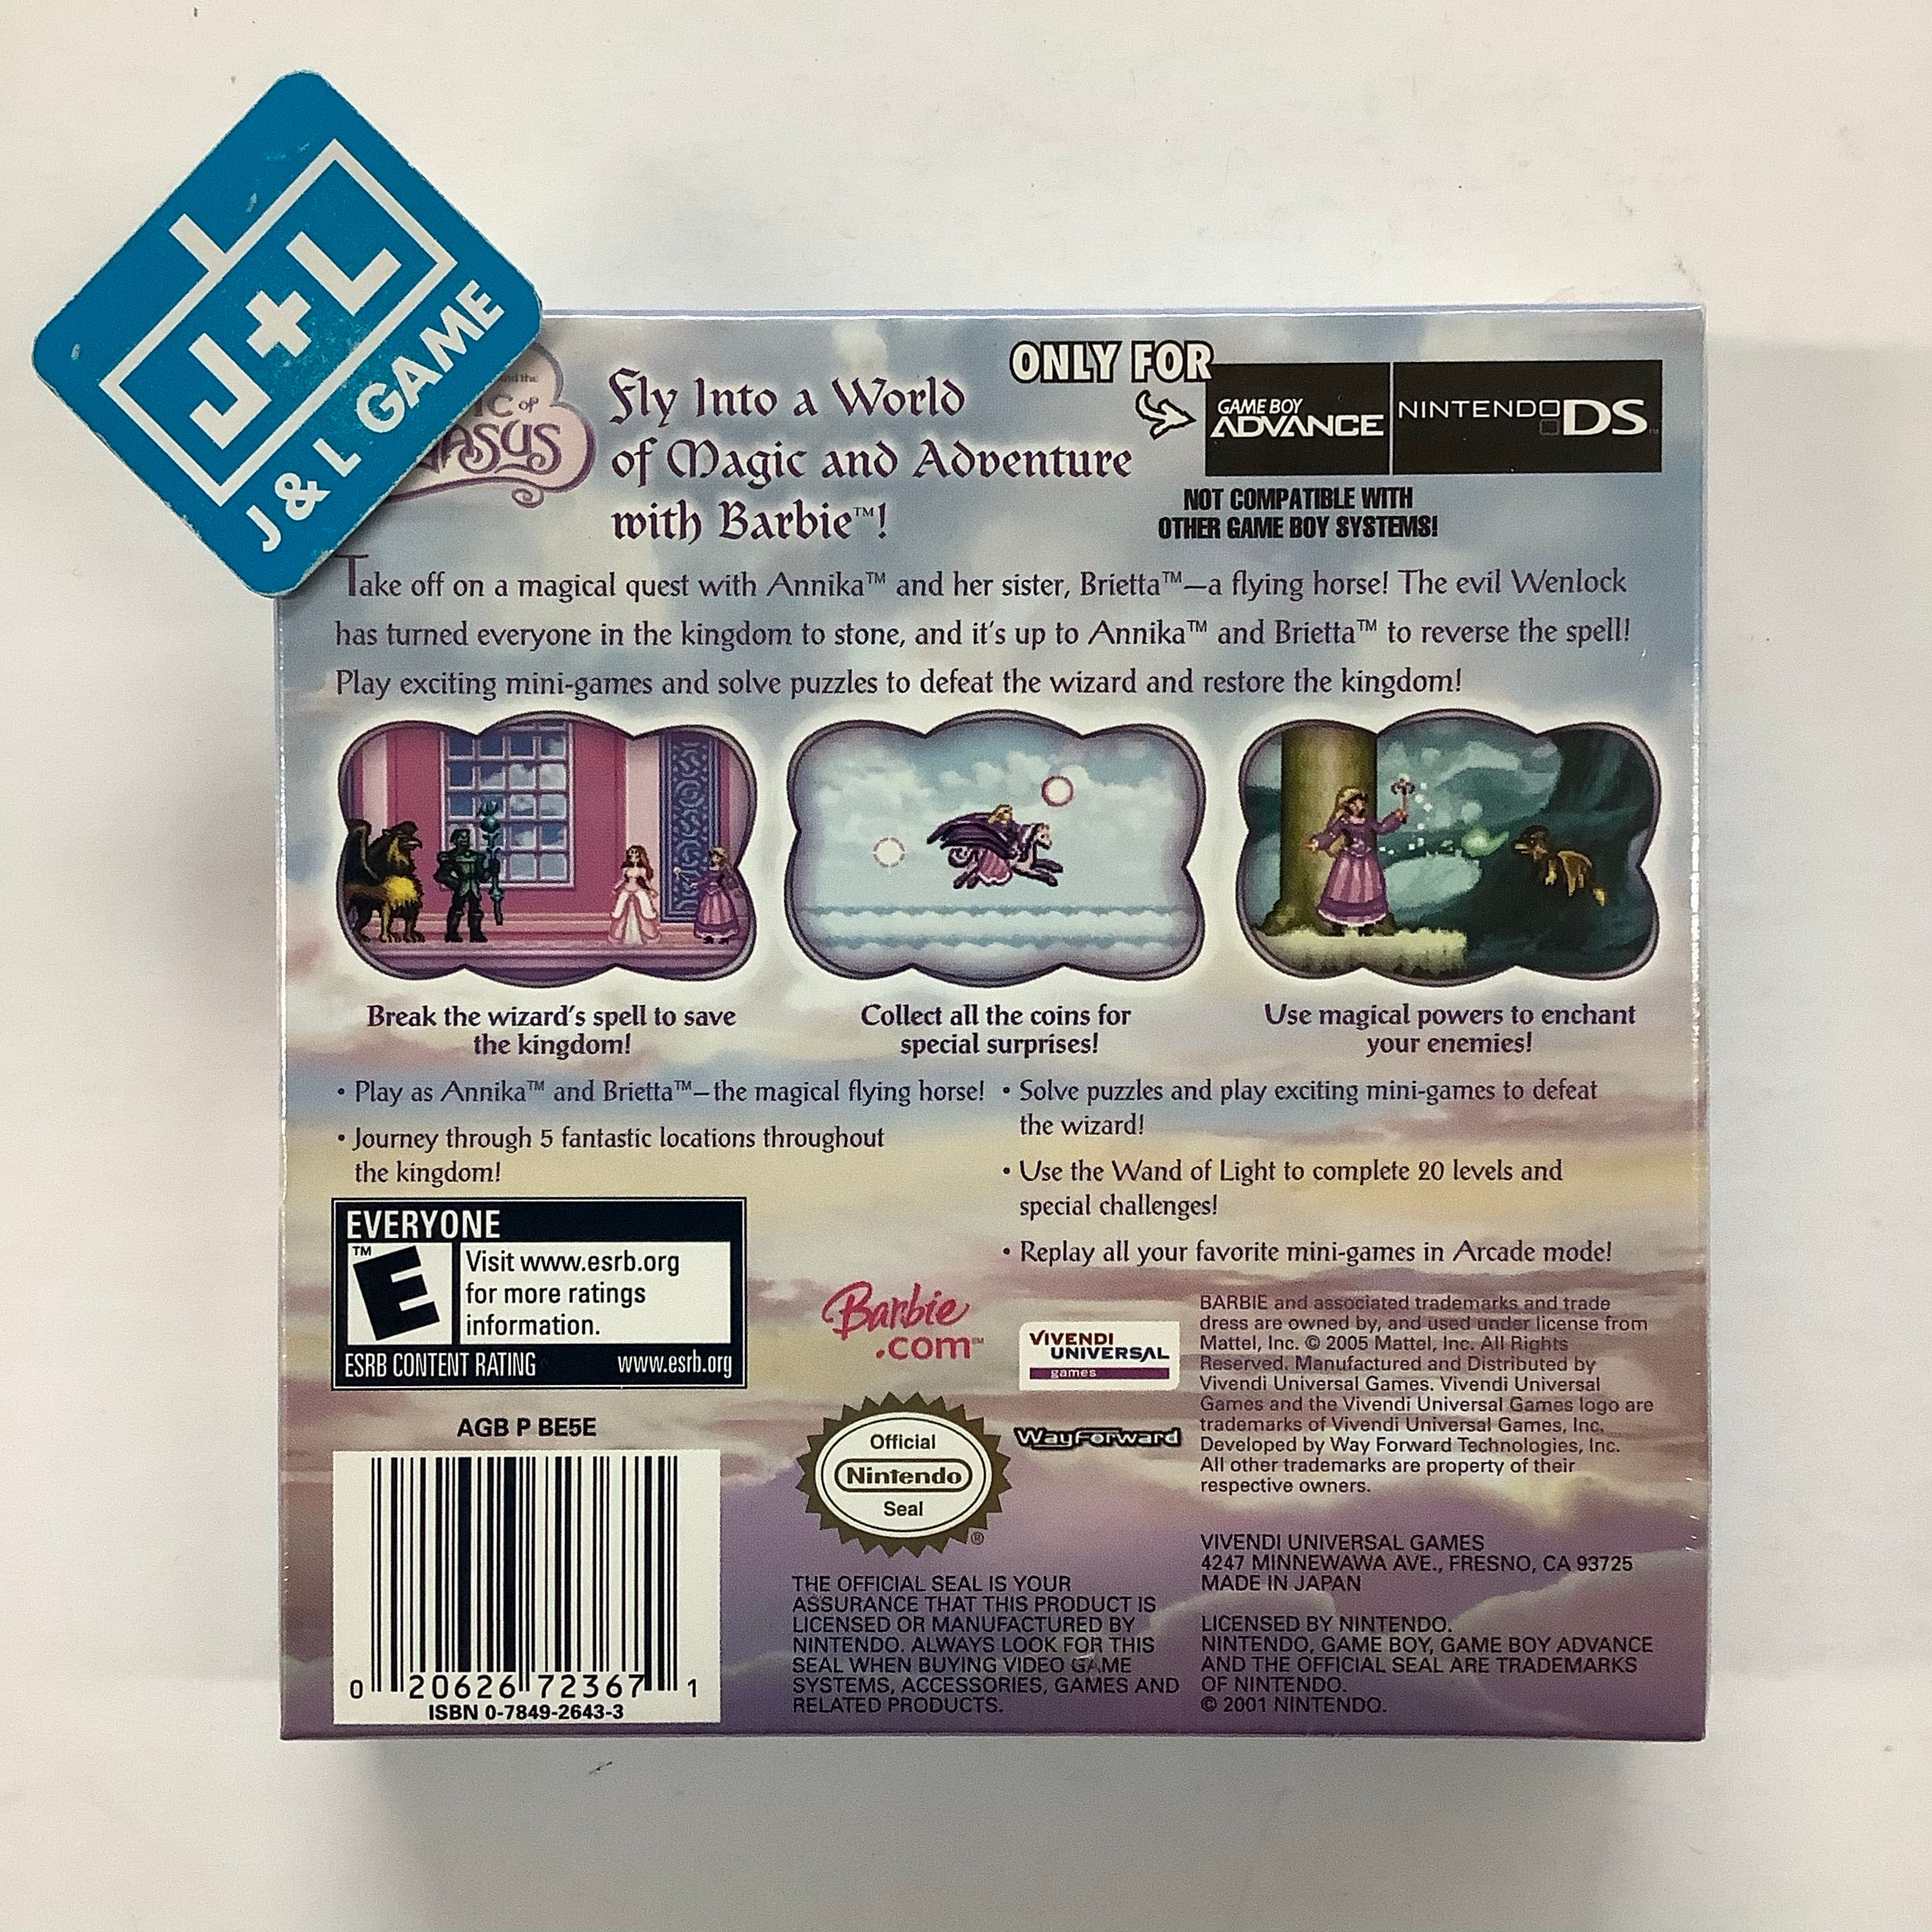 J+L
J & L GAME
and the
IC of
ASUS
Fly Into a World
of Magic and Adventure
with Barbie™!
ONLY FOR
GAME BOY
ADVANCE
NINTENDO DS™
NOT COMPATIBLE WITH
OTHER GAME BOY SYSTEMS!
Take off on a magical quest with Annika™ and her sister, Brietta™—a flying horse! The evil Wenlock
has turned everyone in the kingdom to stone, and it's up to Annika™ and Brietta™ to reverse the spell!
Play exciting mini-games and solve puzzles to defeat the wizard and restore the kingdom!
Break the wizard's spell to save
the kingdom!
Collect all the coins for
special surprises!
Use magical powers to enchant
your enemies!
• Play as Annika™ and Brietta™–the magical flying horse!
• Journey through 5 fantastic locations throughout
the kingdom!
• Solve puzzles and play exciting mini-games to defeat
the wizard!
• Use the Wand of Light to complete 20 levels and
special challenges!
• Replay all your favorite mini-games in Arcade mode!
EVERYONE
™
E
Visit www.esrb.org
for more ratings
information.
ESRB CONTENT RATING www.esrb.org
AGB P BE5E
0 20626 72367 1
ISBN 0-7849-2643-3
Barbie
.com™
VIVENDI
UNIVERSAL
games
WayForward
Official
Nintendo
Seal
®
THE OFFICIAL SEAL IS YOUR
ASSURANCE THAT THIS PRODUCT IS
LICENSED OR MANUFACTURED BY
NINTENDO. ALWAYS LOOK FOR THIS
SEAL WHEN BUYING VIDEO GAME
SYSTEMS, ACCESSORIES, GAMES AND
RELATED PRODUCTS.
BARBIE and associated trademarks and trade
dress are owned by, and used under license from
Mattel, Inc. © 2005 Mattel, Inc. All Rights
Reserved. Manufactured and Distributed by
Vivendi Universal Games. Vivendi Universal
Games and the Vivendi Universal Games logo are
trademarks of Vivendi Universal Games, Inc.
Developed by Way Forward Technologies, Inc.
All other trademarks are property of their
respective owners.
VIVENDI UNIVERSAL GAMES
4247 MINNEWAWA AVE., FRESNO, CA 93725
MADE IN JAPAN
LICENSED BY NINTENDO.
NINTENDO, GAME BOY, GAME BOY ADVANCE
AND THE OFFICIAL SEAL ARE TRADEMARKS
OF NINTENDO.
© 2001 NINTENDO.